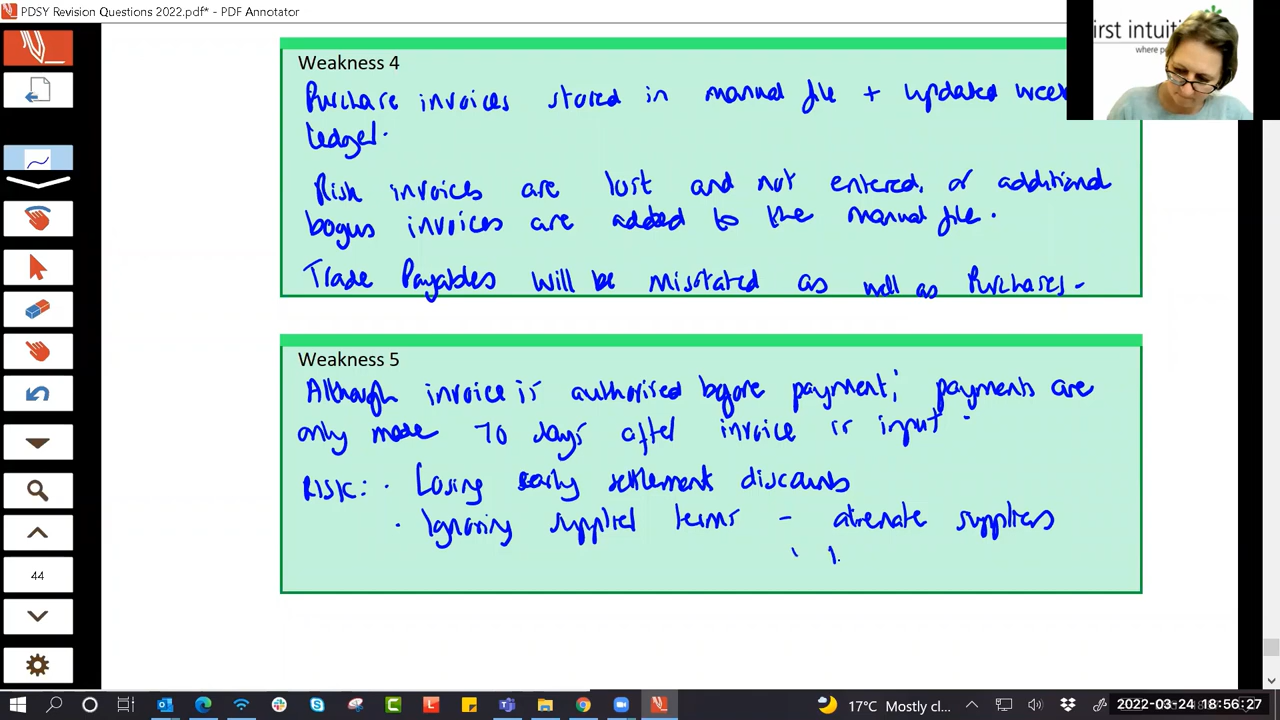 PDSY Revision Questions 2022.pdf* - PDF Annotator
irst intuiti
where p
Weakness 4
Purchase invoices stored in manual file + updated week
Ledger.
Risk invoices are lost and not entered, or additional
bogus invoices are added to the manual file.
Trade Payables will be misstated as well as Purchases.
Weakness 5
Although invoice is authorised before payment; payments are
only made 70 days after invoice is input.
RISK: . Losing early settlement discounts
. Ignoring supplier terms - alienate suppliers
44
17°C Mostly cl...
2022-03-24 18:56:27